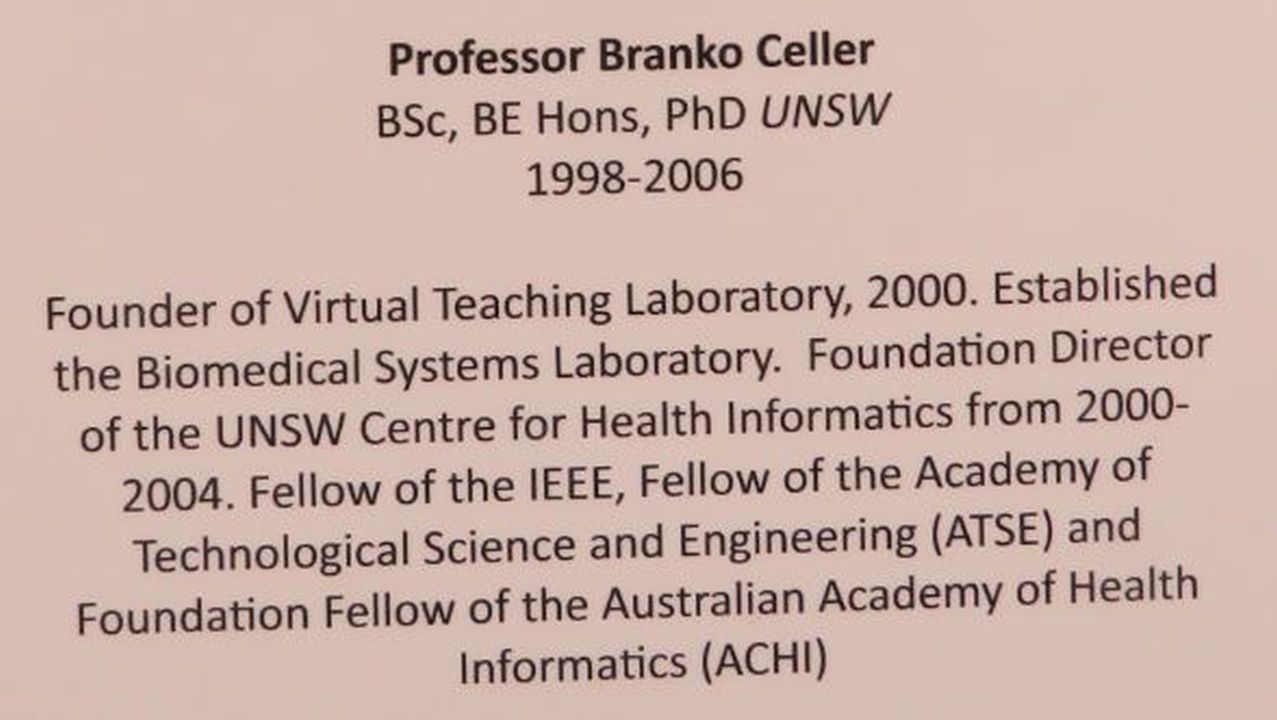 Professor Branko Celler
BSc, BE Hons, PhD UNSW
1998-2006
Founder of Virtual Teaching Laboratory, 2000. Established
the Biomedical Systems Laboratory.  Foundation Director
of the UNSW Centre for Health Informatics from 2000-
2004. Fellow of the IEEE, Fellow of the Academy of
Technological Science and Engineering (ATSE) and
Foundation Fellow of the Australian Academy of Health
Informatics (ACHI)